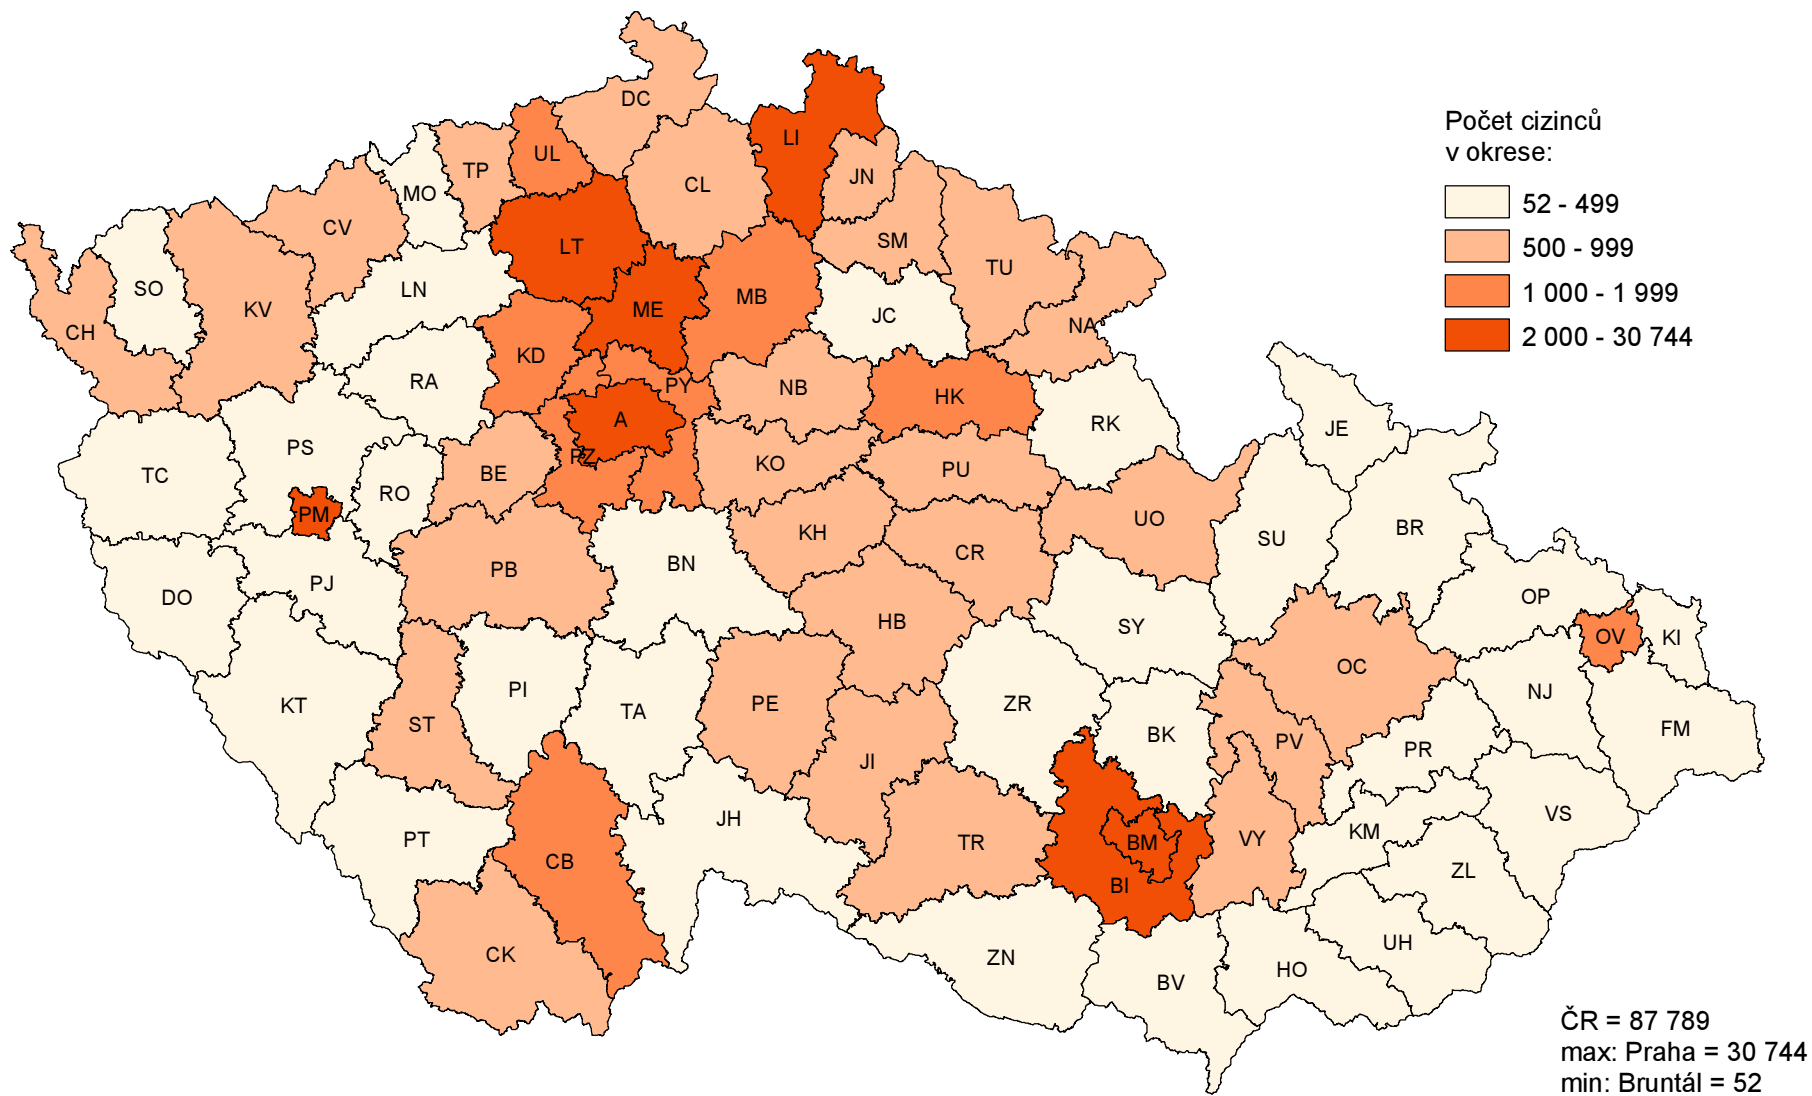 DC
LI
UL
TP
JN
CL
MO
CV
SM
LT
TU
SO
LN
KV
ME
MB
JC
NA
CH
KD
RA
PY
NB
HK
A
RK
JE
PS
PZ
KO
PU
TC
BE
RO
PM
UO
BR
KH
SU
CR
PB
BN
PJ
DO
OP
HB
SY
OV
KI
OC
PI
NJ
KT
PE
ZR
TA
ST
FM
BK
PV
PR
JI
VS
JH
KM
PT
TR
BM
VY
CB
ZL
BI
UH
CK
ZN
HO
BV
Počet cizinců
v okrese:
52 - 499
500 - 999
1 000 - 1 999
2 000 - 30 744
ČR = 87 789
max: Praha = 30 744
min: Bruntál = 52